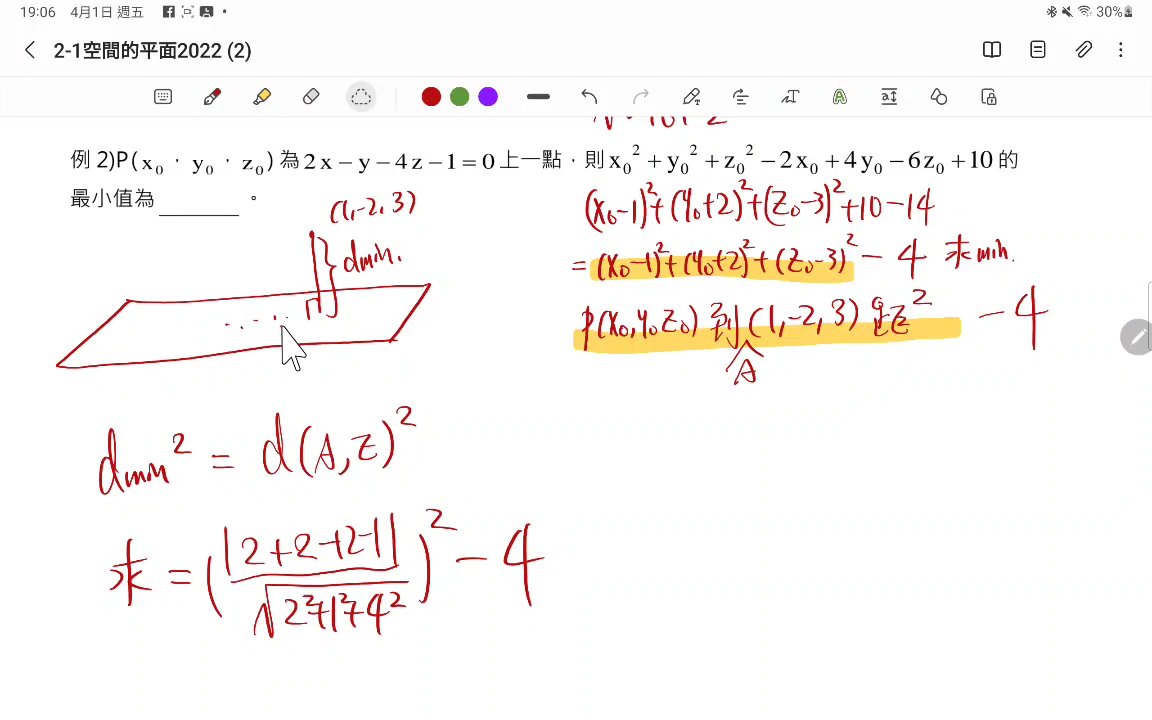 19:06 4月1日 週五
30%
2-1空間的平面2022 (2)
例 2)P( x₀ , y₀ , z₀ ) 為 2x－y－4z－1＝0 上一點，則 x₀²＋y₀²＋z₀²－2x₀＋4y₀－6z₀＋10 的
最小值為 ________ 。
(1,-2,3)
dmin.
(x₀-1)²+(y₀+2)²+(z₀-3)²+10-14
= (x₀-1)²+(y₀+2)²+(z₀-3)² - 4 求 min.
P(x₀,y₀,z₀) 到 (1,-2,3) 距² - 4
A
dmin² = d(A,E)²
求 = (|2+2-12-1| / √2²+1²+4²)² - 4